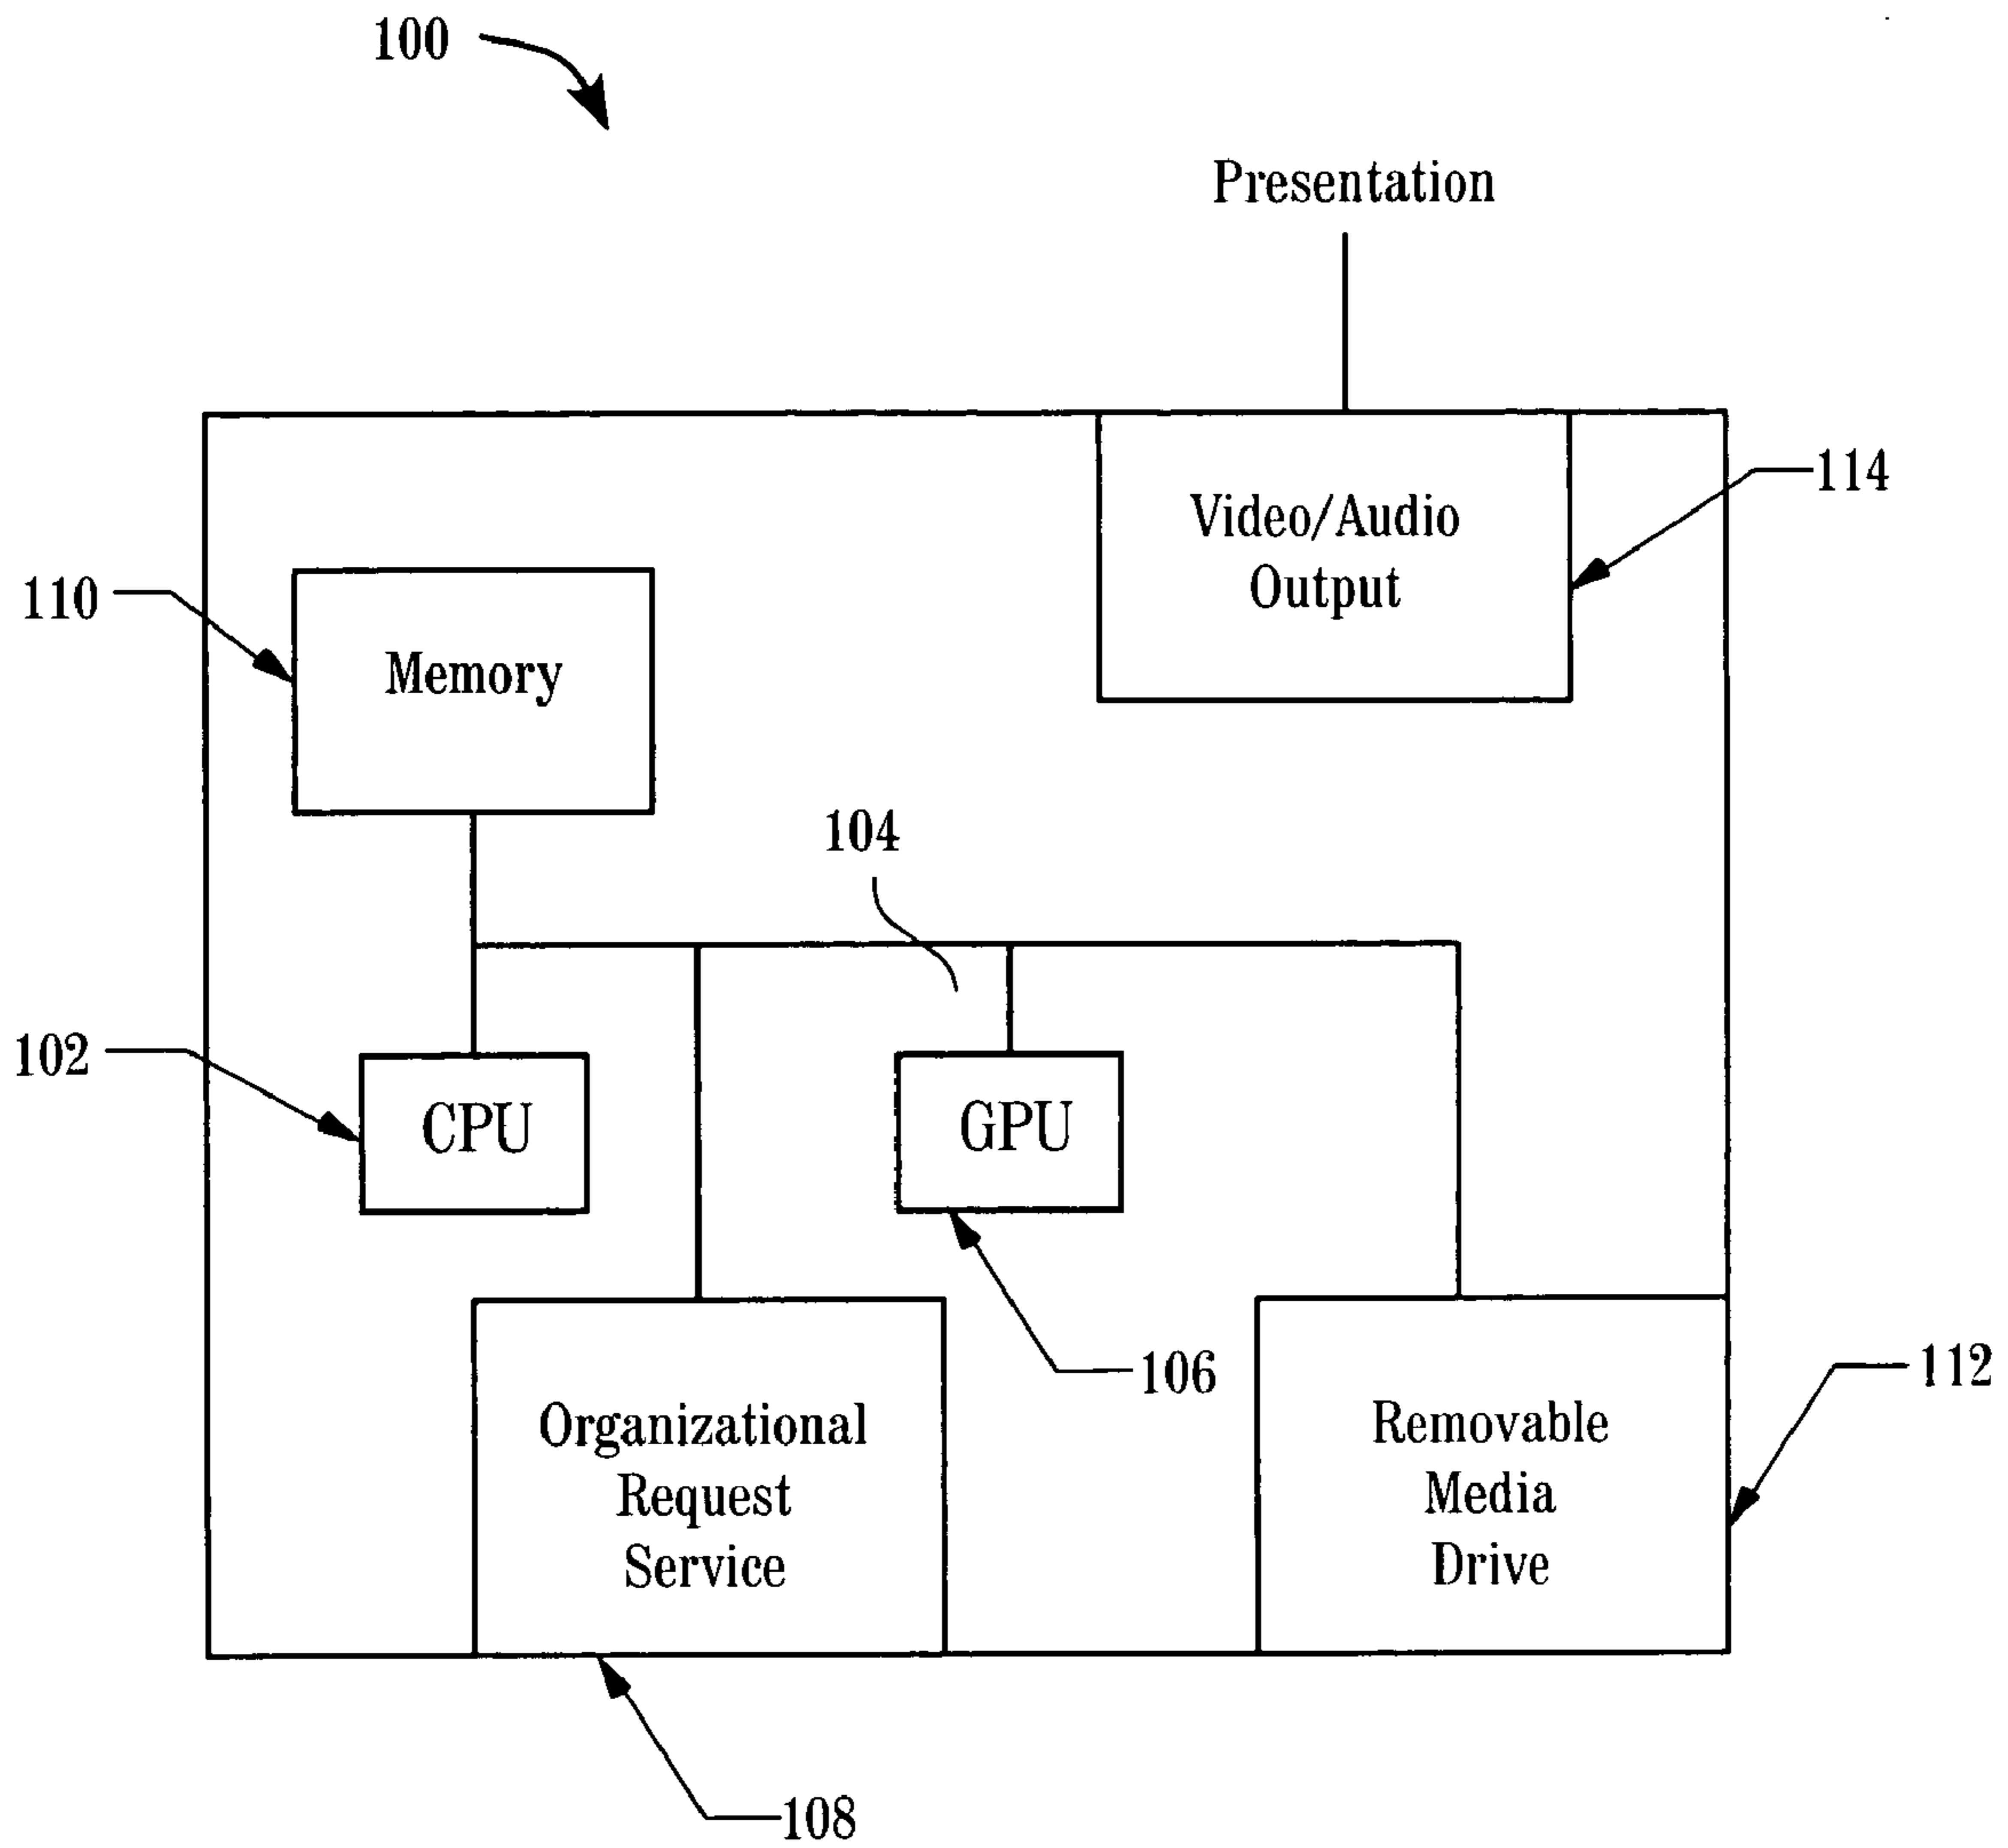 100
Presentation
114
Video/Audio
Output
110
Memory
104
102
CPU
GPU
106
112
Organizational
Request
Service
Removable
Media
Drive
108